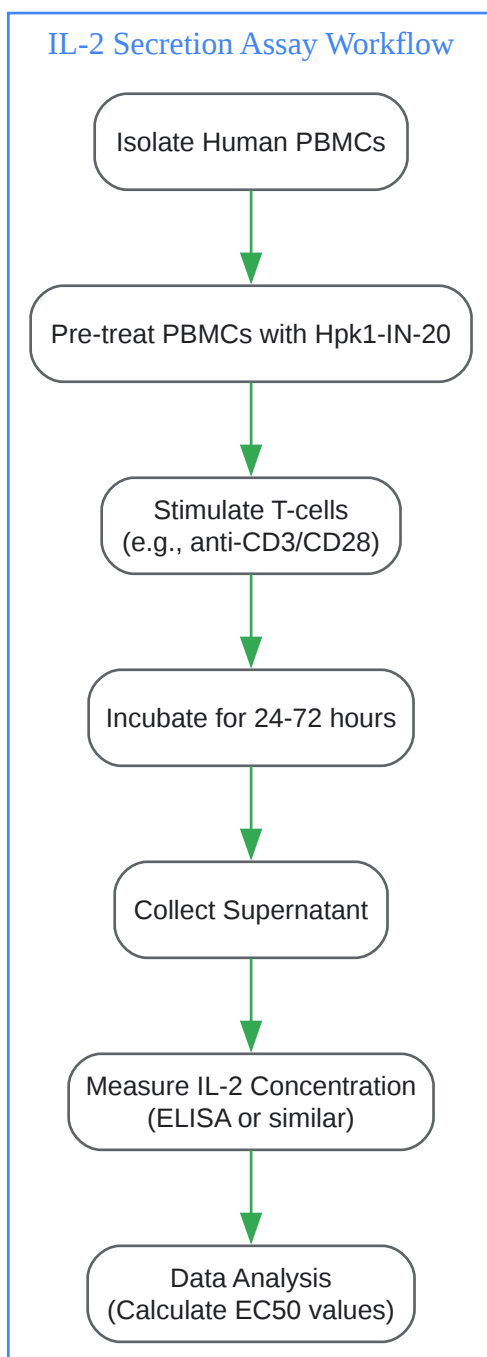 IL-2 Secretion Assay Workflow
Isolate Human PBMCs
Pre-treat PBMCs with Hpk1-IN-20
Stimulate T-cells
(e.g., anti-CD3/CD28)
Incubate for 24-72 hours
Collect Supernatant
Measure IL-2 Concentration
(ELISA or similar)
Data Analysis
(Calculate EC50 values)